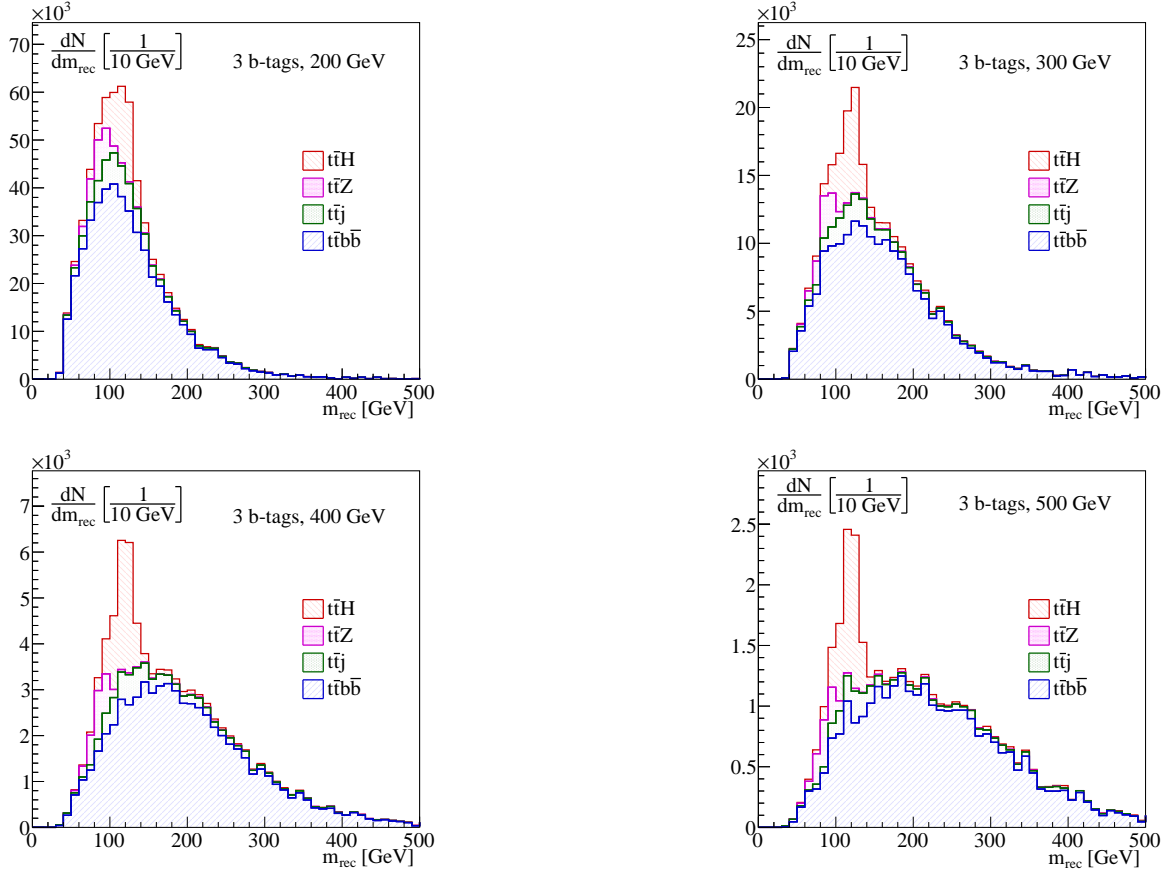 ×10³
dN/dm_rec [1/10 GeV]
3 b-tags, 200 GeV
70
60
50
40
30
20
10
0
tt̄H
tt̄Z
tt̄j
tt̄bb̄
0 100 200 300 400 500
m_rec [GeV]
×10³
dN/dm_rec [1/10 GeV]
3 b-tags, 300 GeV
25
20
15
10
5
0
tt̄H
tt̄Z
tt̄j
tt̄bb̄
0 100 200 300 400 500
m_rec [GeV]
×10³
dN/dm_rec [1/10 GeV]
3 b-tags, 400 GeV
7
6
5
4
3
2
1
0
tt̄H
tt̄Z
tt̄j
tt̄bb̄
0 100 200 300 400 500
m_rec [GeV]
×10³
dN/dm_rec [1/10 GeV]
3 b-tags, 500 GeV
2.5
2
1.5
1
0.5
0
tt̄H
tt̄Z
tt̄j
tt̄bb̄
0 100 200 300 400 500
m_rec [GeV]